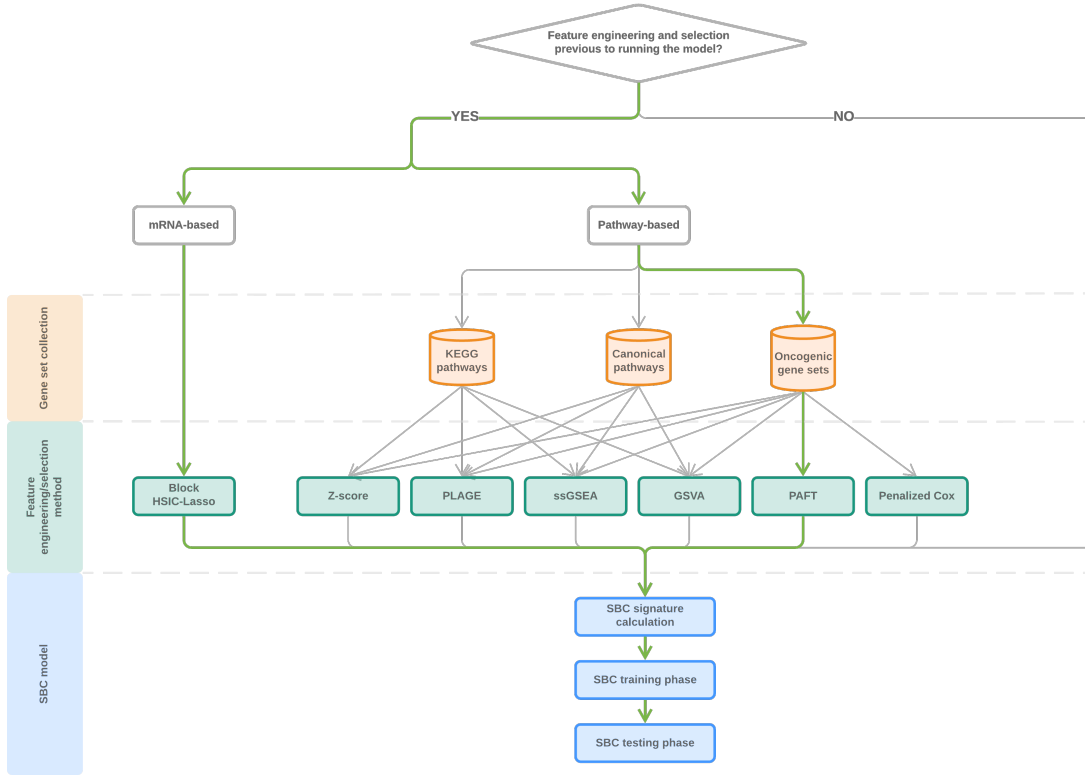 Feature engineering and selection
previous to running the model?
YES
NO
mRNA-based
Pathway-based
Gene set collection
KEGG
pathways
Canonical
pathways
Oncogenic
gene sets
Feature
engineering/selection
method
Block
HSIC-Lasso
Z-score
PLAGE
ssGSEA
GSVA
PAFT
Penalized Cox
SBC model
SBC signature
calculation
SBC training phase
SBC testing phase